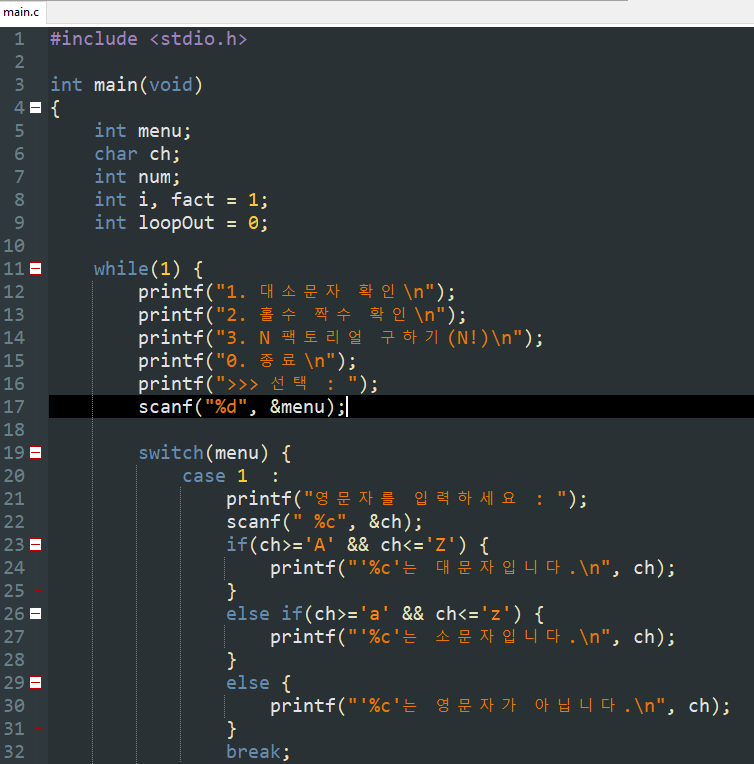 main.c
1 #include <stdio.h>
2
3 int main(void)
4 {
5     int menu;
6     char ch;
7     int num;
8     int i, fact = 1;
9     int loopOut = 0;
10
11     while(1) {
12         printf("1. 대소문자 확인\n");
13         printf("2. 홀수 짝수 확인\n");
14         printf("3. N 팩토리얼 구하기(N!)\n");
15         printf("0. 종료\n");
16         printf(">>> 선택 : ");
17         scanf("%d", &menu);
18
19         switch(menu) {
20             case 1  :
21                 printf("영문자를 입력하세요 : ");
22                 scanf(" %c", &ch);
23                 if(ch>='A' && ch<='Z') {
24                     printf("'%c'는 대문자입니다.\n", ch);
25                 }
26                 else if(ch>='a' && ch<='z') {
27                     printf("'%c'는 소문자입니다.\n", ch);
28                 }
29                 else {
30                     printf("'%c'는 영문자가 아닙니다.\n", ch);
31                 }
32                 break;